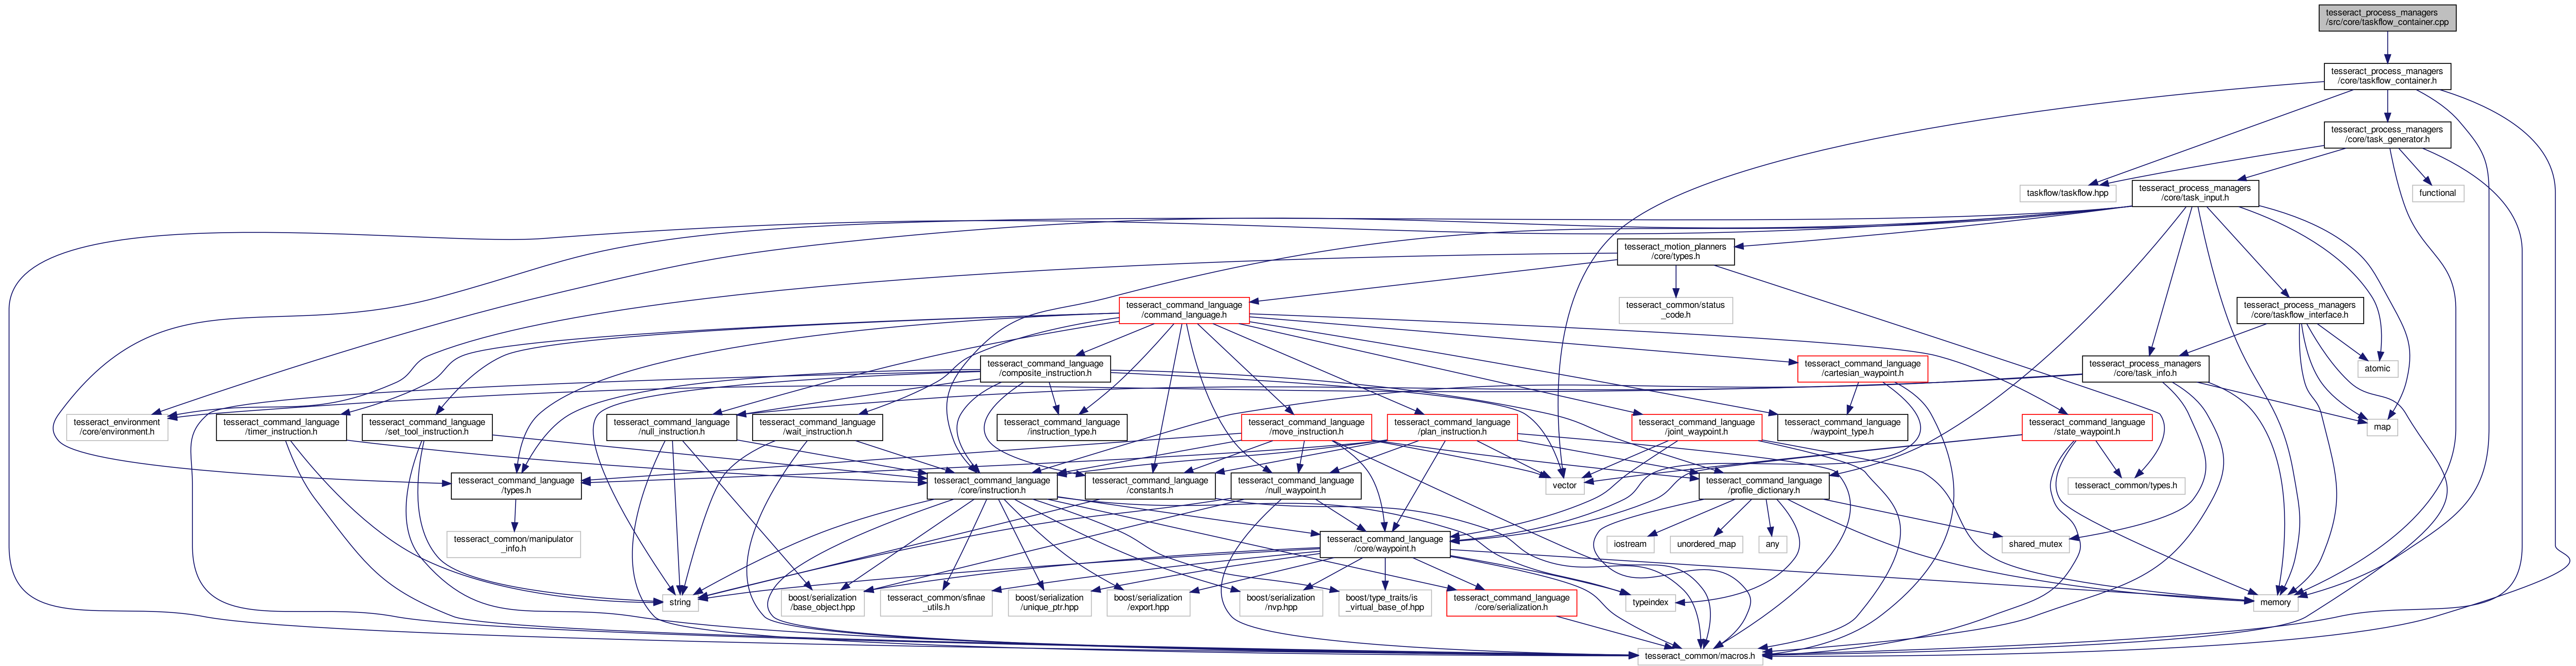 tesseract_process_managers
/src/core/taskflow_container.cpp
tesseract_process_managers
/core/taskflow_container.h
tesseract_process_managers
/core/task_generator.h
taskflow/taskflow.hpp
tesseract_process_managers
/core/task_input.h
functional
tesseract_motion_planners
/core/types.h
tesseract_command_language
/command_language.h
tesseract_common/status
_code.h
tesseract_process_managers
/core/taskflow_interface.h
tesseract_command_language
/composite_instruction.h
tesseract_command_language
/cartesian_waypoint.h
tesseract_process_managers
/core/task_info.h
atomic
tesseract_environment
/core/environment.h
tesseract_command_language
/timer_instruction.h
tesseract_command_language
/set_tool_instruction.h
tesseract_command_language
/null_instruction.h
tesseract_command_language
/wait_instruction.h
tesseract_command_language
/instruction_type.h
tesseract_command_language
/move_instruction.h
tesseract_command_language
/plan_instruction.h
tesseract_command_language
/joint_waypoint.h
tesseract_command_language
/waypoint_type.h
tesseract_command_language
/state_waypoint.h
map
tesseract_command_language
/types.h
tesseract_command_language
/core/instruction.h
tesseract_command_language
/constants.h
tesseract_command_language
/null_waypoint.h
vector
tesseract_command_language
/profile_dictionary.h
tesseract_common/types.h
tesseract_common/manipulator
_info.h
tesseract_command_language
/core/waypoint.h
iostream
unordered_map
any
shared_mutex
string
boost/serialization
/base_object.hpp
tesseract_common/sfinae
_utils.h
boost/serialization
/unique_ptr.hpp
boost/serialization
/export.hpp
boost/serialization
/nvp.hpp
boost/type_traits/is
_virtual_base_of.hpp
tesseract_command_language
/core/serialization.h
typeindex
memory
tesseract_common/macros.h